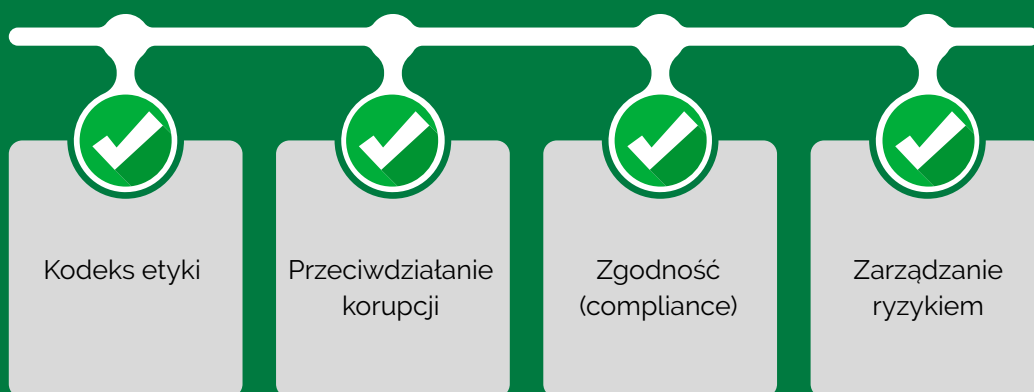 Kodeks etyki
Przeciwdziałanie
korupcji
Zgodność
(compliance)
Zarządzanie
ryzykiem